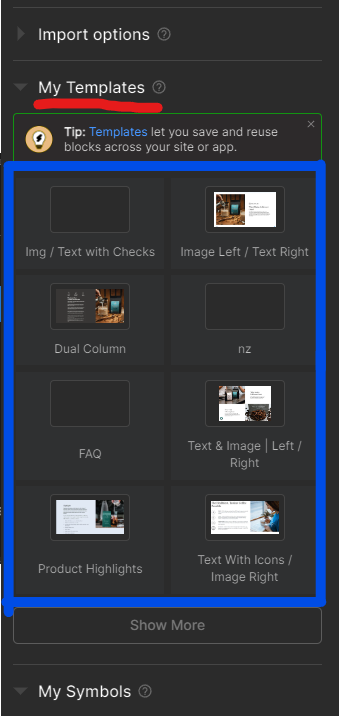 Import options
My Templates
Tip: Templates let you save and reuse
blocks across your site or app.
Img / Text with Checks
Image Left / Text Right
Dual Column
nz
FAQ
Text & Image | Left /
Right
Product Highlights
Text With Icons /
Image Right
Show More
My Symbols